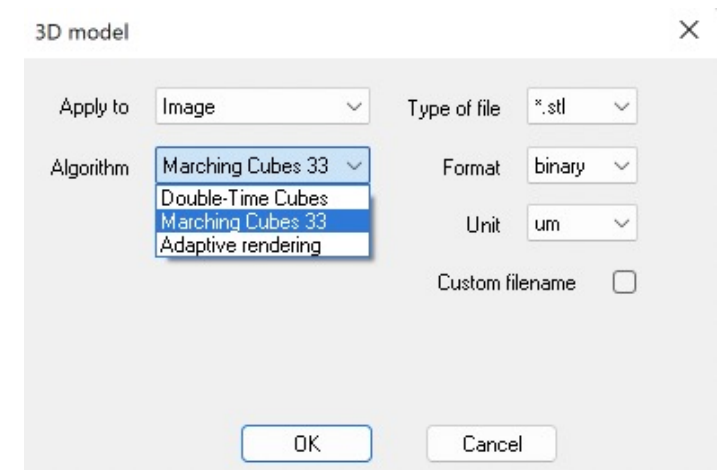 3D model
Apply to Image Type of file *.stl
Algorithm Marching Cubes 33 Format binary
Double-Time Cubes
Marching Cubes 33 Unit um
Adaptive rendering
Custom filename
OK Cancel